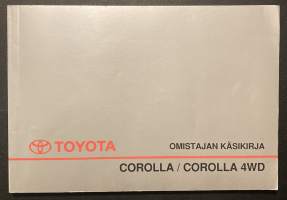 TOYOTA
OMISTAJAN KÄSIKIRJA
COROLLA / COROLLA 4WD